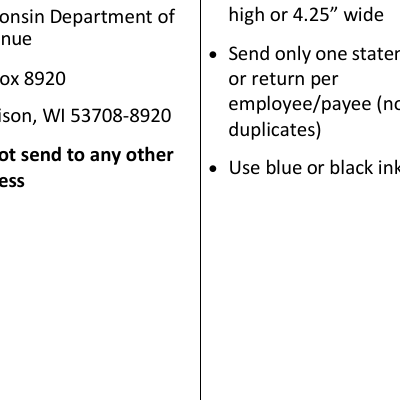 onsin Department of
nue
ox 8920
ison, WI 53708-8920
ot send to any other
ess
high or 4.25” wide
• Send only one stater
or return per
employee/payee (no
duplicates)
• Use blue or black ink